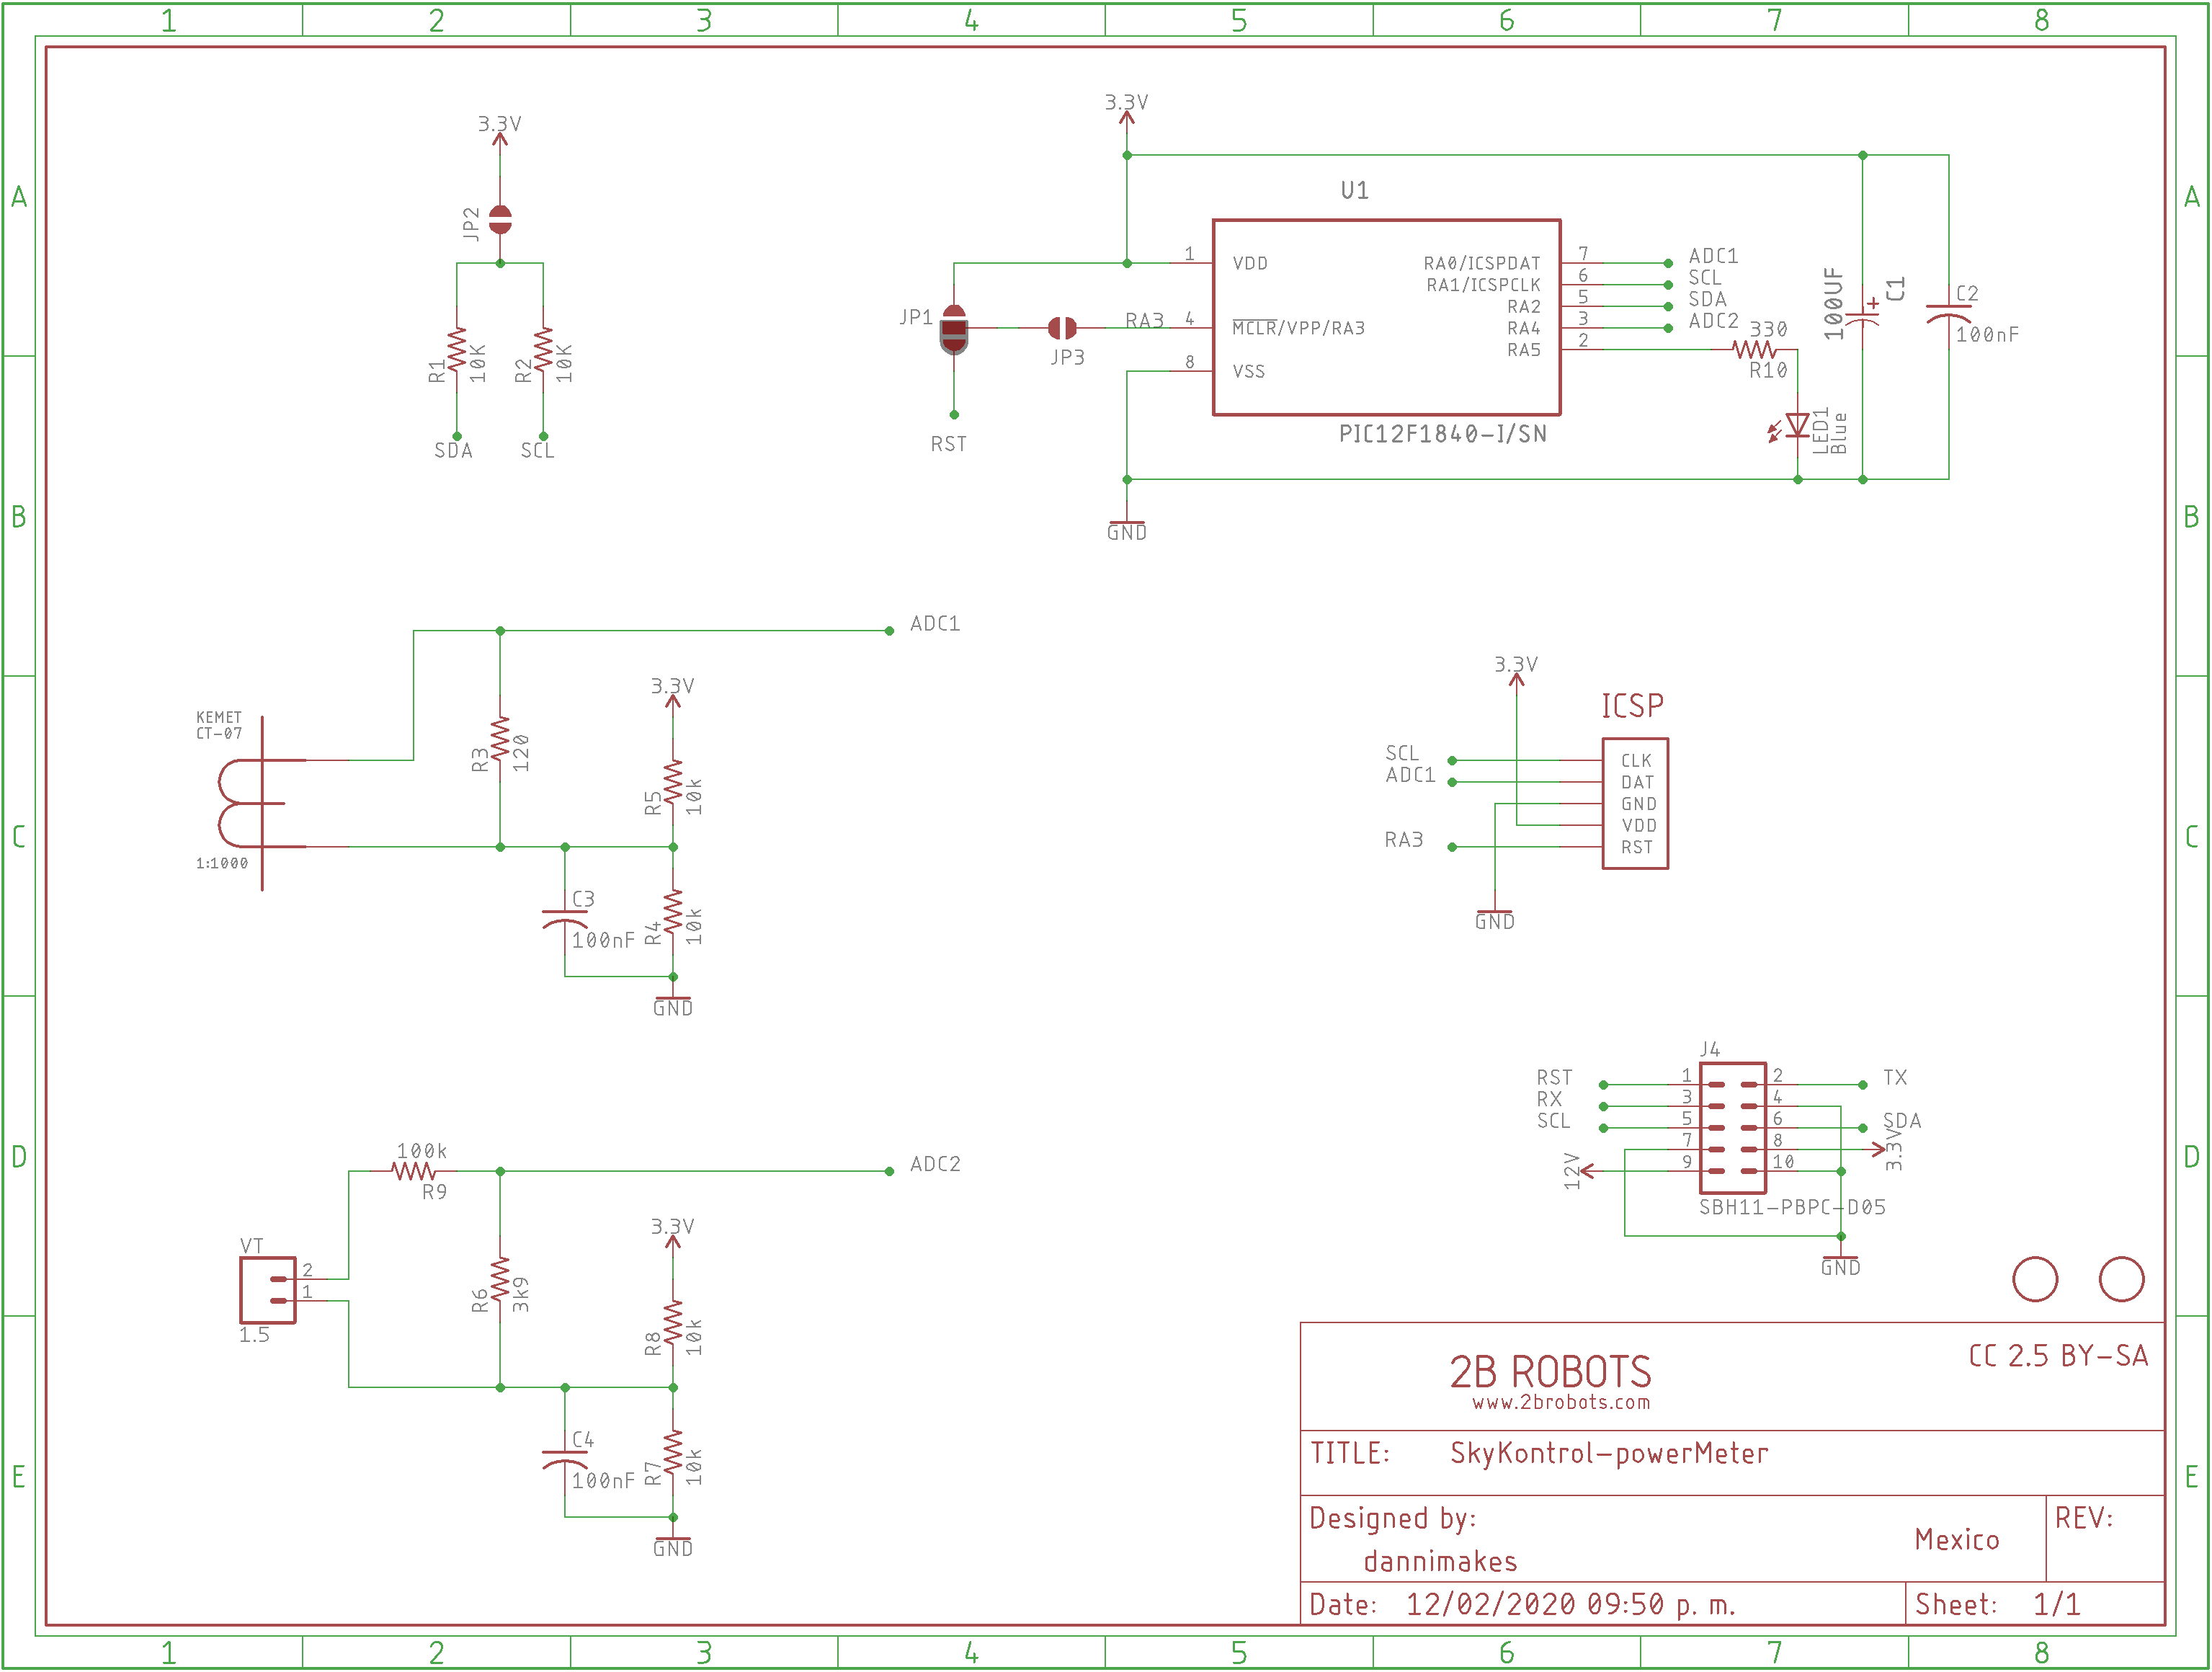 1 2 3 4 5 6 7 8
A A
B B
C C
D D
E E
3.3V
JP2
R1
10K
R2
10K
SDA
SCL
3.3V
U1
1
VDD
JP1
RA3
4
MCLR/VPP/RA3
JP3
8
VSS
RST
GND
RA0/ICSPDAT
7
ADC1
RA1/ICSPCLK
6
SCL
RA2
5
SDA
RA4
3
ADC2
RA5
2
330
R10
PIC12F1840-I/SN
LED1
Blue
100UF
+
C1
C2
100nF
ADC1
KEMET
CT-07
1:1000
R3
120
3.3V
R5
10k
C3
100nF
R4
10k
GND
3.3V
ICSP
SCL
CLK
ADC1
DAT
GND
VDD
RA3
RST
GND
100k
R9
ADC2
VT
2
1
1.5
R6
3k9
3.3V
R8
10k
C4
100nF
R7
10k
GND
J4
RST
1
2
TX
RX
3
4
SCL
5
6
SDA
7
8
3.3V
12V
9
10
SBH11-PBPC-D05
GND
2B ROBOTS
CC 2.5 BY-SA
www.2brobots.com
TITLE: SkyKontrol-powerMeter
Designed by:
dannimakes
Mexico
REV:
Date: 12/02/2020 09:50 p. m.
Sheet: 1/1
1 2 3 4 5 6 7 8